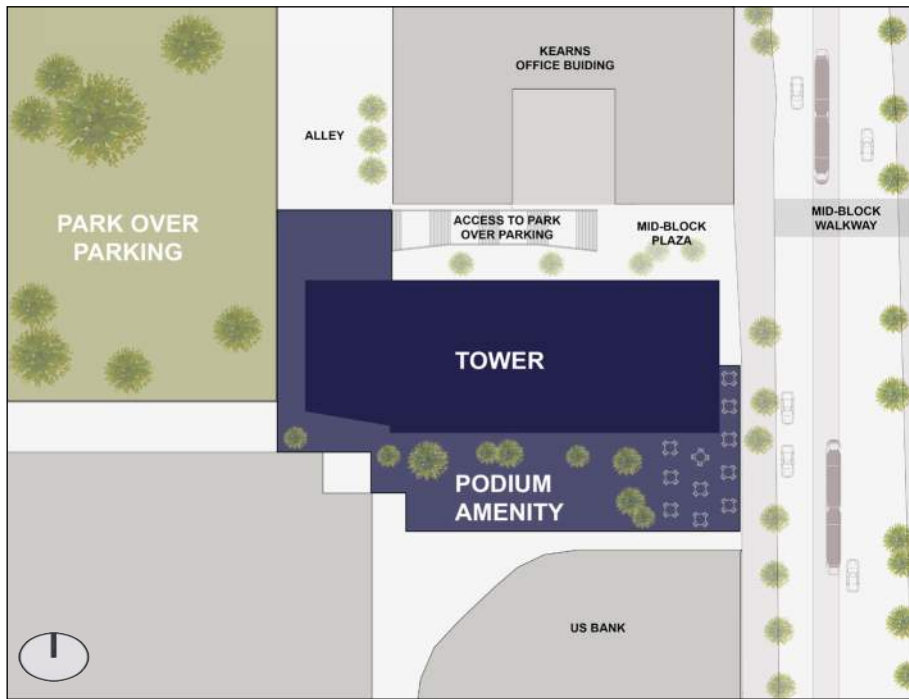 KEARNS
OFFICE BUIDING
ALLEY
PARK OVER
PARKING
ACCESS TO PARK
OVER PARKING
MID-BLOCK
PLAZA
MID-BLOCK
WALKWAY
TOWER
PODIUM
AMENITY
US BANK